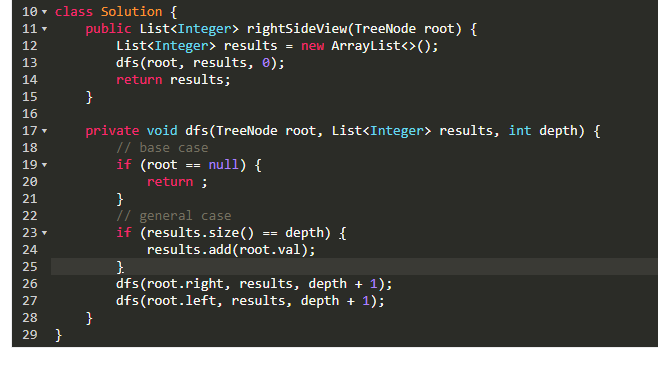 10 class Solution {
11     public List<Integer> rightSideView(TreeNode root) {
12         List<Integer> results = new ArrayList<>();
13         dfs(root, results, 0);
14         return results;
15     }
16
17     private void dfs(TreeNode root, List<Integer> results, int depth) {
18         // base case
19         if (root == null) {
20             return ;
21         }
22         // general case
23         if (results.size() == depth) {
24             results.add(root.val);
25         }
26         dfs(root.right, results, depth + 1);
27         dfs(root.left, results, depth + 1);
28     }
29 }